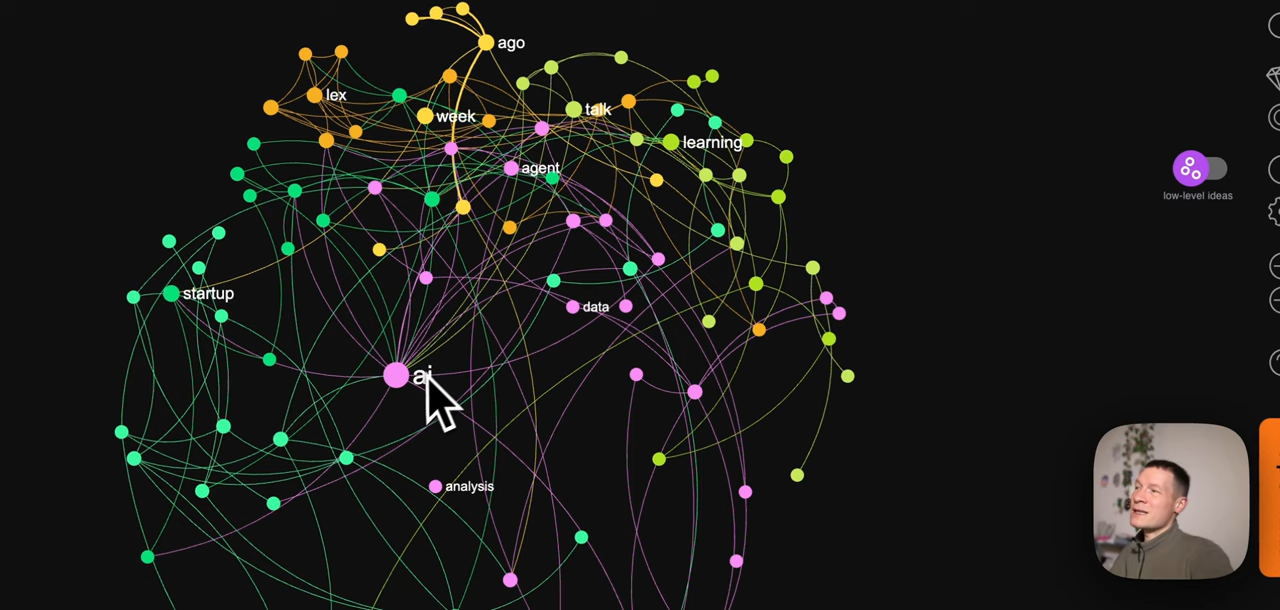 ago
lex
week
talk
learning
agent
low-level ideas
startup
data
ai
analysis